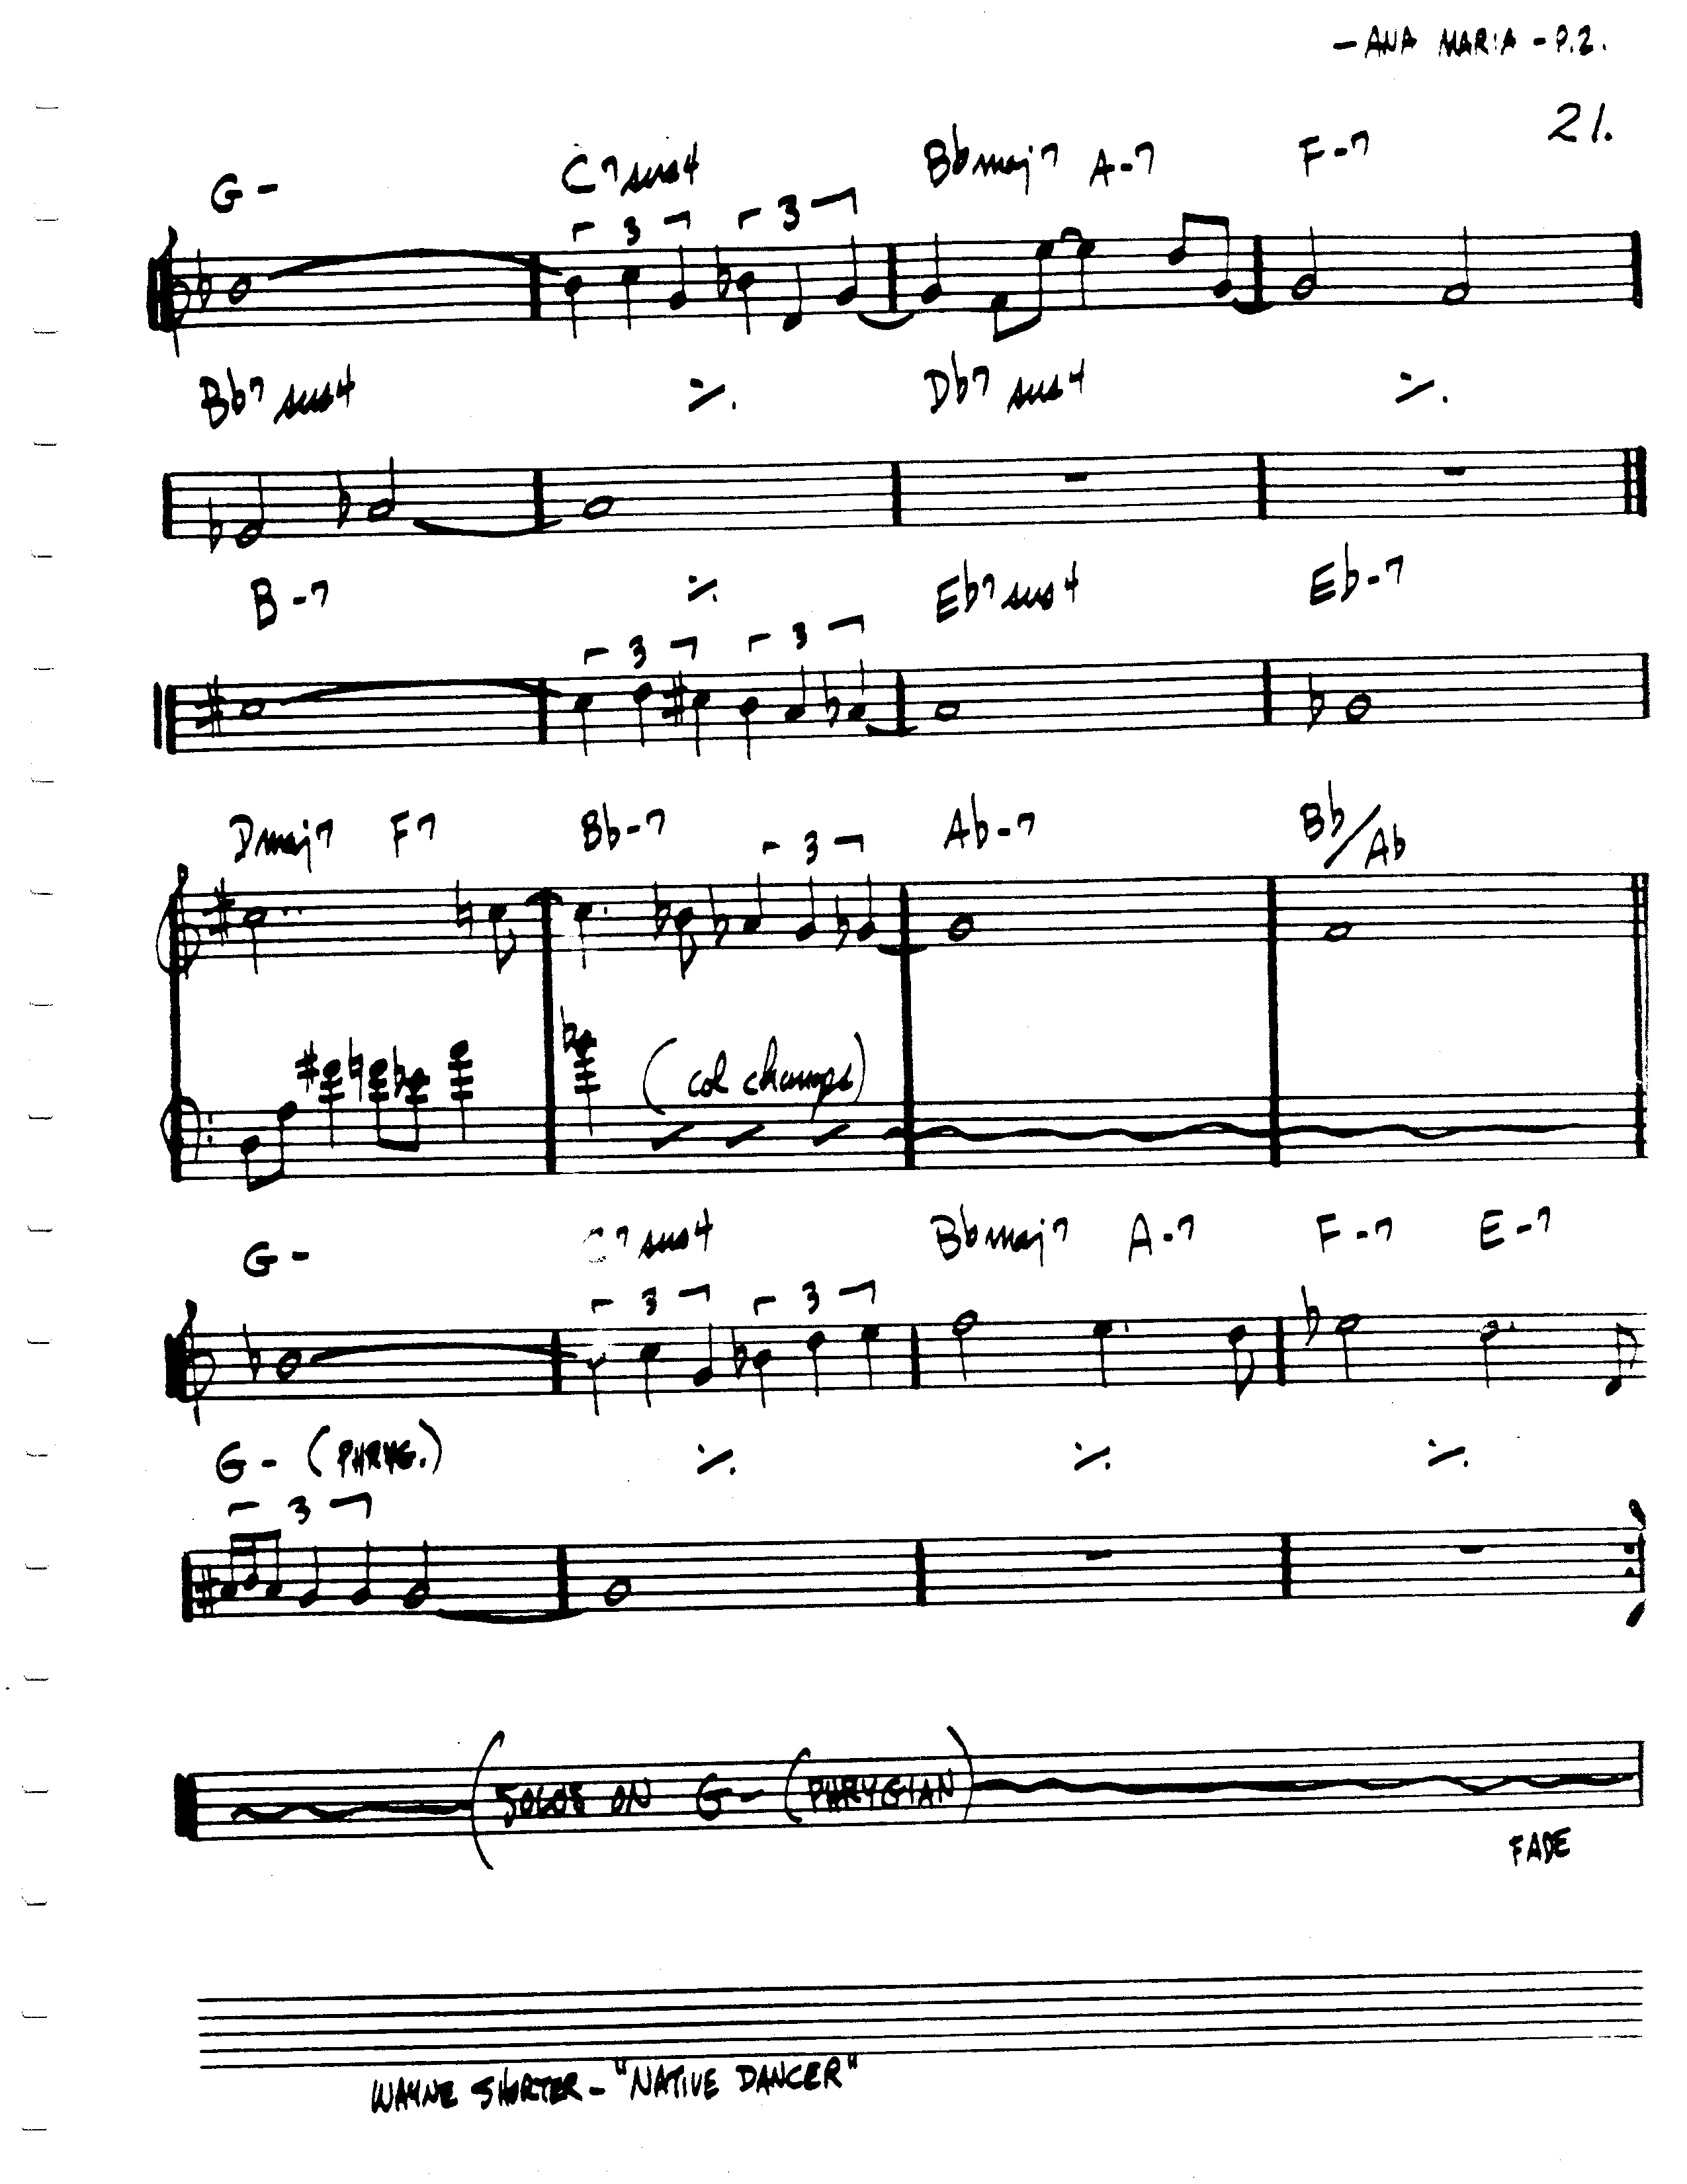 - ANA MARIA - P.2.
21.
G- C7sus4 Bbmaj7 A-7 F-7
3 3
Bb7sus4 ٪ Db7sus4 ٪
B-7 ٪ Eb7sus4 Eb-7
3 3
Dmaj7 F7 Bb-7 Ab-7 Bb/Ab
3
(col champs)
G- C7sus4 Bbmaj7 A-7 F-7 E-7
3 3
G- (PHRYG.) ٪ ٪ ٪
3
(SOLOS ON G- (PHRYGIAN)
FADE
WAYNE SHORTER - "NATIVE DANCER"